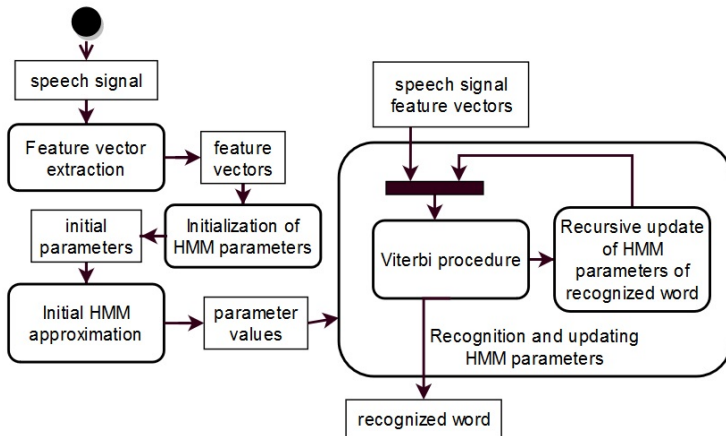 speech signal
Feature vector
extraction
feature
vectors
Initialization of
HMM parameters
initial
parameters
Initial HMM
approximation
parameter
values
speech signal
feature vectors
Viterbi procedure
Recursive update
of HMM
parameters of
recognized word
Recognition and updating
HMM parameters
recognized word